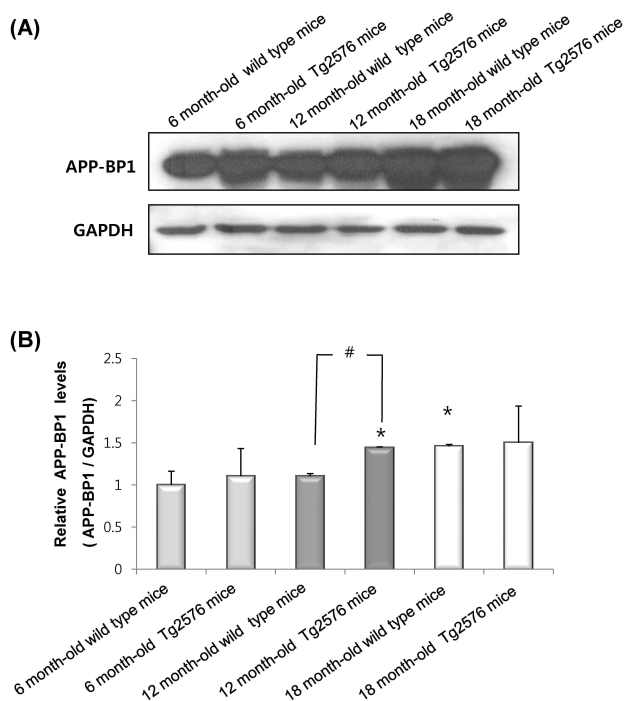 (A)
6 month-old wild type mice
6 month-old Tg2576 mice
12 month-old wild type mice
12 month-old Tg2576 mice
18 month-old wild type mice
18 month-old Tg2576 mice
APP-BP1
GAPDH
(B)
Relative APP-BP1 levels
( APP-BP1 / GAPDH)
2.5
2
1.5
1
0.5
0
#
*
*
6 month-old wild type mice
6 month-old Tg2576 mice
12 month-old wild type mice
12 month-old Tg2576 mice
18 month-old wild type mice
18 month-old Tg2576 mice